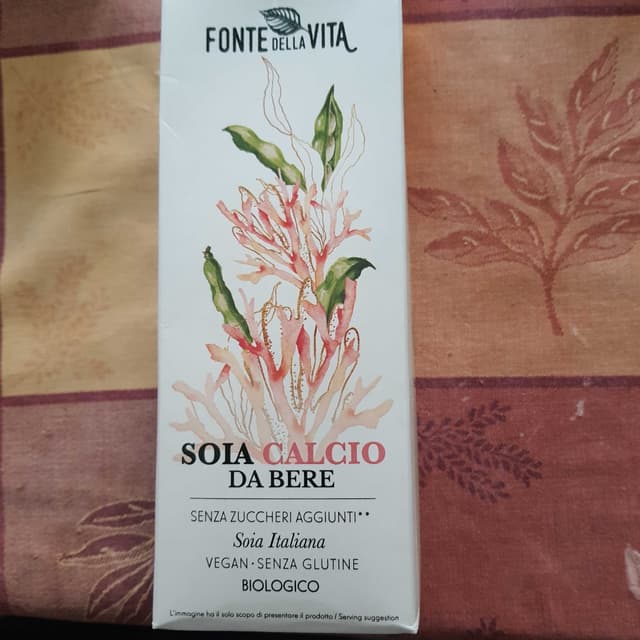 FONTE DELLA VITA
SOIA CALCIO
DA BERE
SENZA ZUCCHERI AGGIUNTI**
Soia Italiana
VEGAN · SENZA GLUTINE
BIOLOGICO
L'immagine ha il solo scopo di presentare il prodotto / Serving suggestion